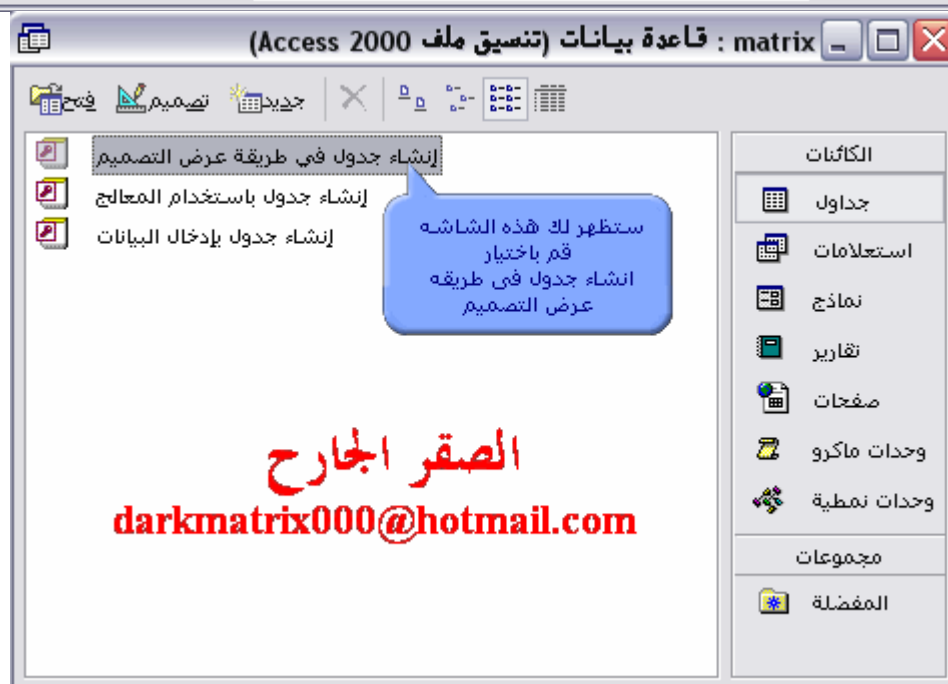 matrix : قاعدة بيانات (تنسيق ملف Access 2000)
فتح تصميم جديد
الكائنات
جداول
استعلامات
نماذج
تقارير
صفحات
وحدات ماكرو
وحدات نمطية
مجموعات
المفضلة
إنشاء جدول في طريقة عرض التصميم
إنشاء جدول باستخدام المعالج
إنشاء جدول بإدخال البيانات
ستظهر لك هذه الشاشه
قم باختيار
انشاء جدول فى طريقه
عرض التصميم
الصقر الجارح
darkmatrix000@hotmail.com